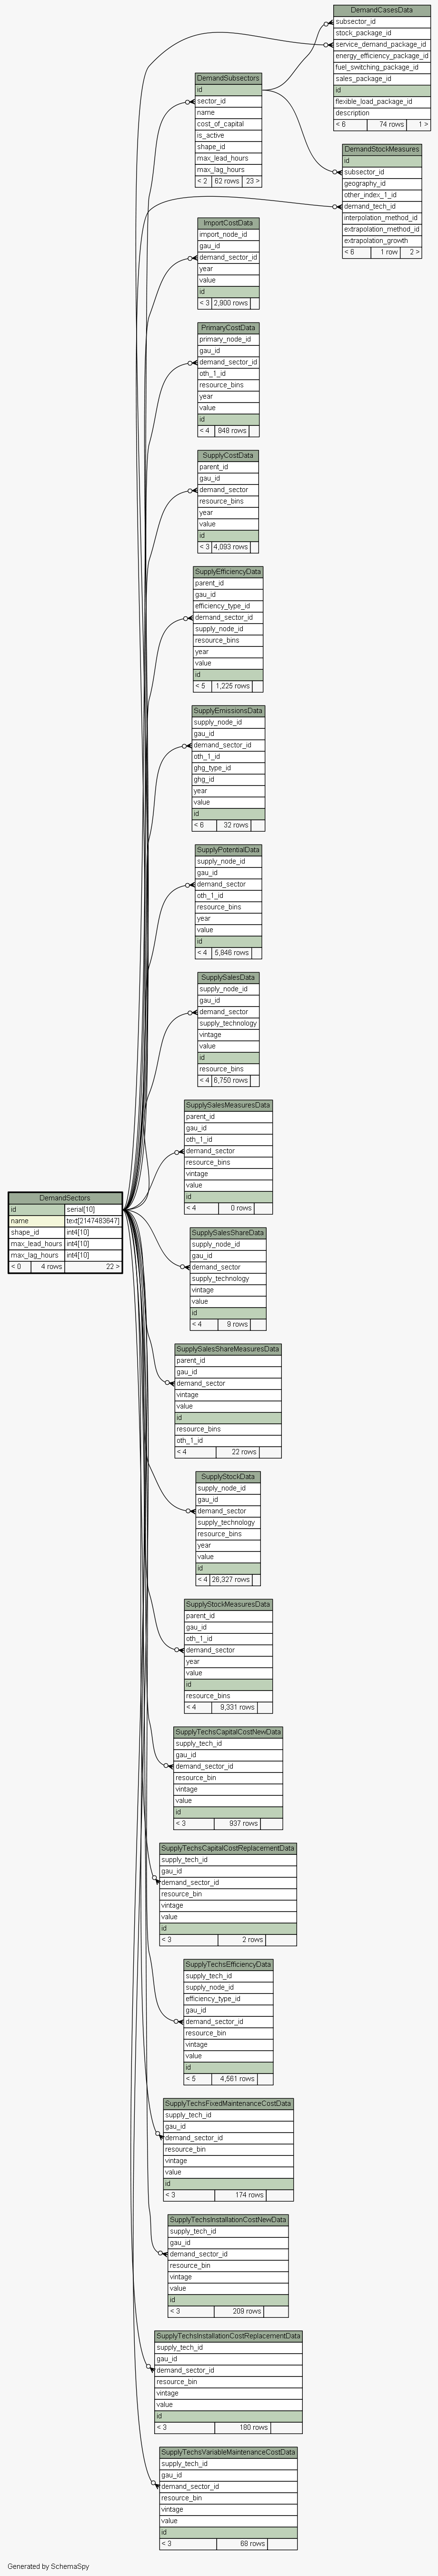 DemandCasesData
subsector_id
stock_package_id
service_demand_package_id
energy_efficiency_package_id
fuel_switching_package_id
sales_package_id
id
flexible_load_package_id
description
< 6 74 rows 1 >
DemandSubsectors
id
sector_id
name
cost_of_capital
is_active
shape_id
max_lead_hours
max_lag_hours
< 2 62 rows 23 >
DemandStockMeasures
id
subsector_id
geography_id
other_index_1_id
demand_tech_id
interpolation_method_id
extrapolation_method_id
extrapolation_growth
< 6 1 row 2 >
ImportCostData
import_node_id
gau_id
demand_sector_id
year
value
id
< 3 2,900 rows
PrimaryCostData
primary_node_id
gau_id
demand_sector_id
oth_1_id
resource_bins
year
value
id
< 4 848 rows
SupplyCostData
parent_id
gau_id
demand_sector
resource_bins
year
value
id
< 3 4,093 rows
SupplyEfficiencyData
parent_id
gau_id
efficiency_type_id
demand_sector_id
supply_node_id
resource_bins
year
value
id
< 5 1,225 rows
SupplyEmissionsData
supply_node_id
gau_id
demand_sector_id
oth_1_id
ghg_type_id
ghg_id
year
value
id
< 6 32 rows
SupplyPotentialData
supply_node_id
gau_id
demand_sector
oth_1_id
resource_bins
year
value
id
< 4 5,846 rows
SupplySalesData
supply_node_id
gau_id
demand_sector
supply_technology
vintage
value
id
resource_bins
< 4 6,750 rows
SupplySalesMeasuresData
parent_id
gau_id
oth_1_id
demand_sector
resource_bins
vintage
value
id
< 4 0 rows
DemandSectors
id serial[10]
name text[2147483647]
shape_id int4[10]
max_lead_hours int4[10]
max_lag_hours int4[10]
< 0 4 rows 22 >
SupplySalesShareData
supply_node_id
gau_id
demand_sector
supply_technology
vintage
value
id
< 4 9 rows
SupplySalesShareMeasuresData
parent_id
gau_id
demand_sector
vintage
value
id
resource_bins
oth_1_id
< 4 22 rows
SupplyStockData
supply_node_id
gau_id
demand_sector
supply_technology
resource_bins
year
value
id
< 4 26,327 rows
SupplyStockMeasuresData
parent_id
gau_id
oth_1_id
demand_sector
year
value
id
resource_bins
< 4 9,331 rows
SupplyTechsCapitalCostNewData
supply_tech_id
gau_id
demand_sector_id
resource_bin
vintage
value
id
< 3 937 rows
SupplyTechsCapitalCostReplacementData
supply_tech_id
gau_id
demand_sector_id
resource_bin
vintage
value
id
< 3 2 rows
SupplyTechsEfficiencyData
supply_tech_id
supply_node_id
efficiency_type_id
gau_id
demand_sector_id
resource_bin
vintage
value
id
< 5 4,561 rows
SupplyTechsFixedMaintenanceCostData
supply_tech_id
gau_id
demand_sector_id
resource_bin
vintage
value
id
< 3 174 rows
SupplyTechsInstallationCostNewData
supply_tech_id
gau_id
demand_sector_id
resource_bin
vintage
value
id
< 3 209 rows
SupplyTechsInstallationCostReplacementData
supply_tech_id
gau_id
demand_sector_id
resource_bin
vintage
value
id
< 3 180 rows
SupplyTechsVariableMaintenanceCostData
supply_tech_id
gau_id
demand_sector_id
resource_bin
vintage
value
id
< 3 68 rows
Generated by SchemaSpy